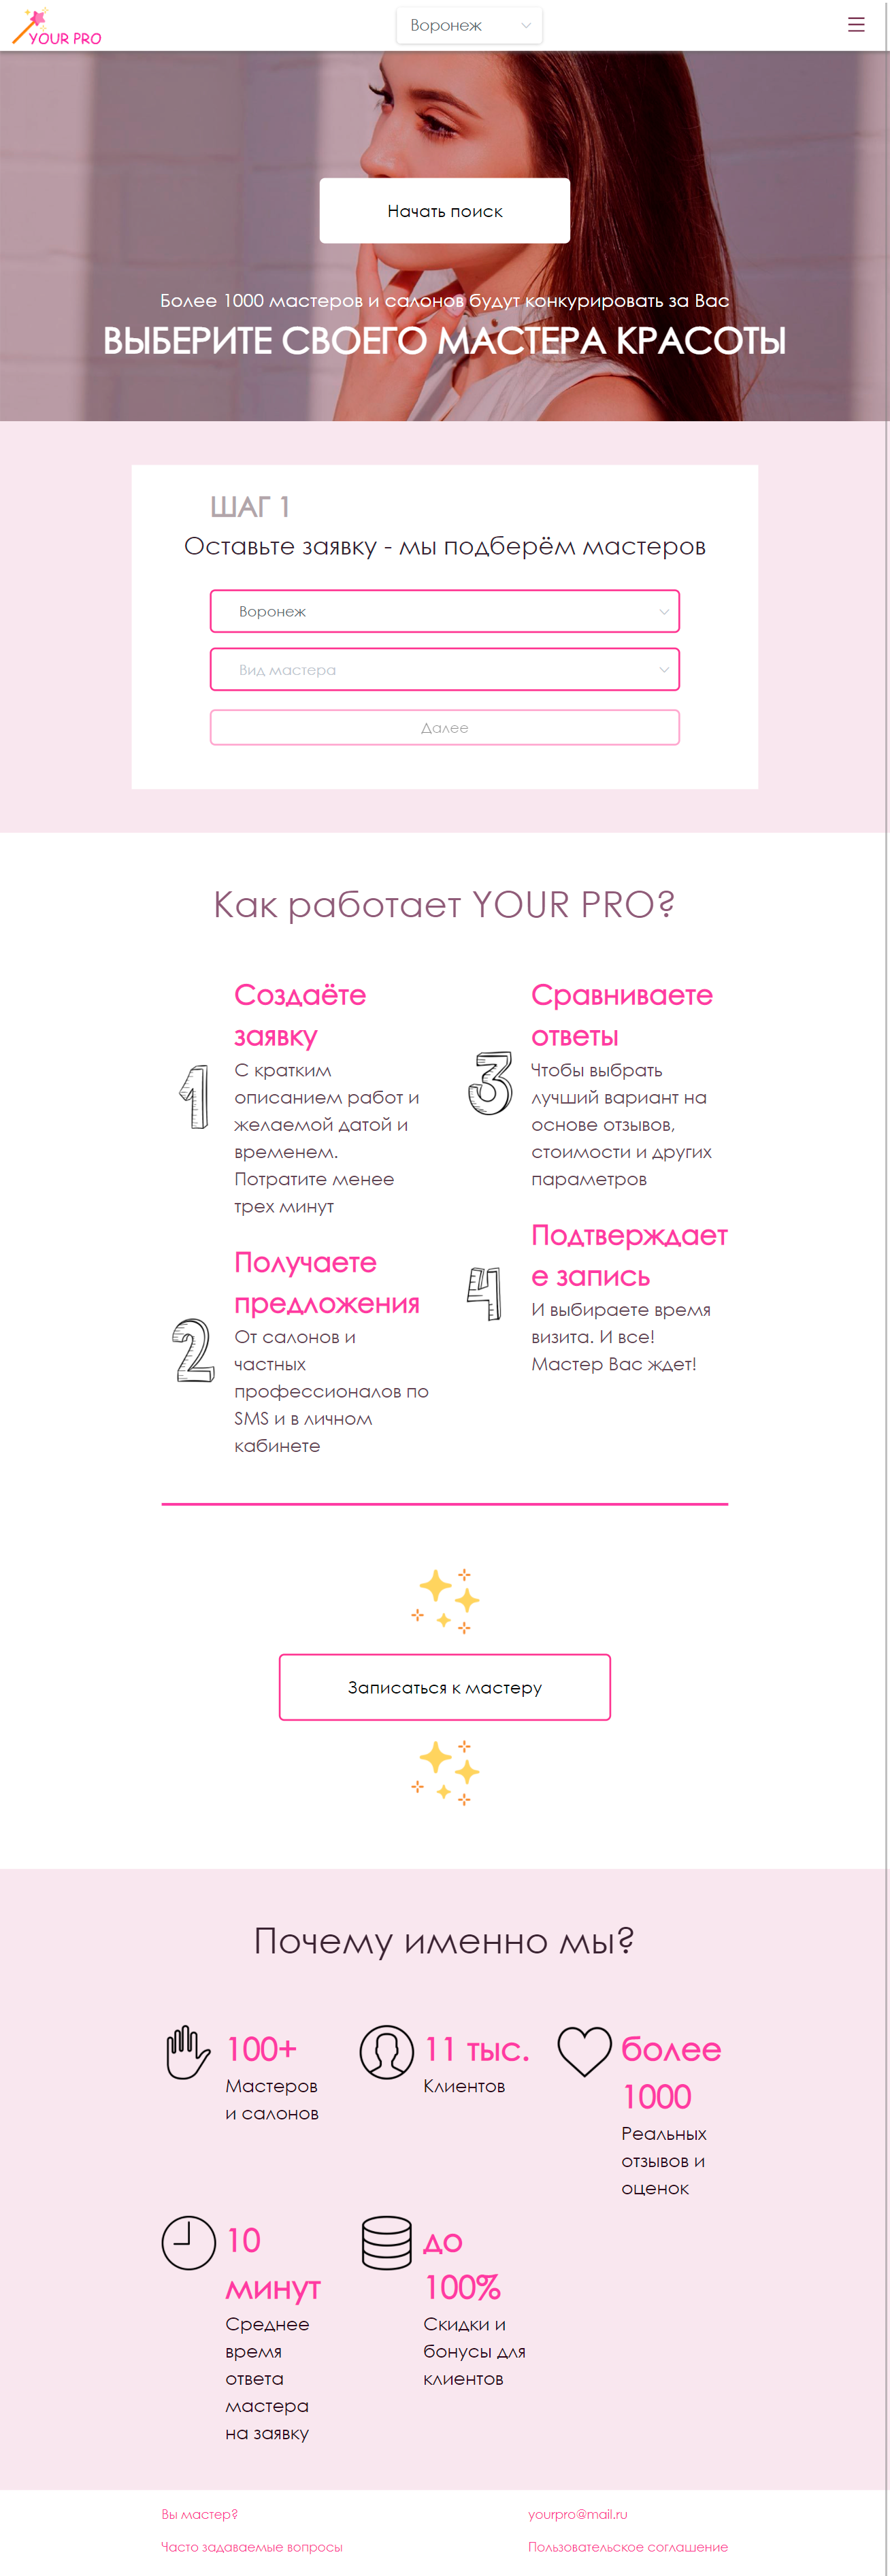 YOUR PRO
Воронеж
Начать поиск
Более 1000 мастеров и салонов будут конкурировать за Вас
ВЫБЕРИТЕ СВОЕГО МАСТЕРА КРАСОТЫ
ШАГ 1
Оставьте заявку - мы подберём мастеров
Воронеж
Вид мастера
Далее
Как работает YOUR PRO?
1
Создаёте
заявку
С кратким
описанием работ и
желаемой датой и
временем.
Потратите менее
трех минут
2
Получаете
предложения
От салонов и
частных
профессионалов по
SMS и в личном
кабинете
3
Сравниваете
ответы
Чтобы выбрать
лучший вариант на
основе отзывов,
стоимости и других
параметров
4
Подтверждает
е запись
И выбираете время
визита. И все!
Мастер Вас ждет!
Записаться к мастеру
Почему именно мы?
100+
Мастеров
и салонов
11 тыс.
Клиентов
более
1000
Реальных
отзывов и
оценок
10
минут
Среднее
время
ответа
мастера
на заявку
до
100%
Скидки и
бонусы для
клиентов
Вы мастер?
Часто задаваемые вопросы
yourpro@mail.ru
Пользовательское соглашение